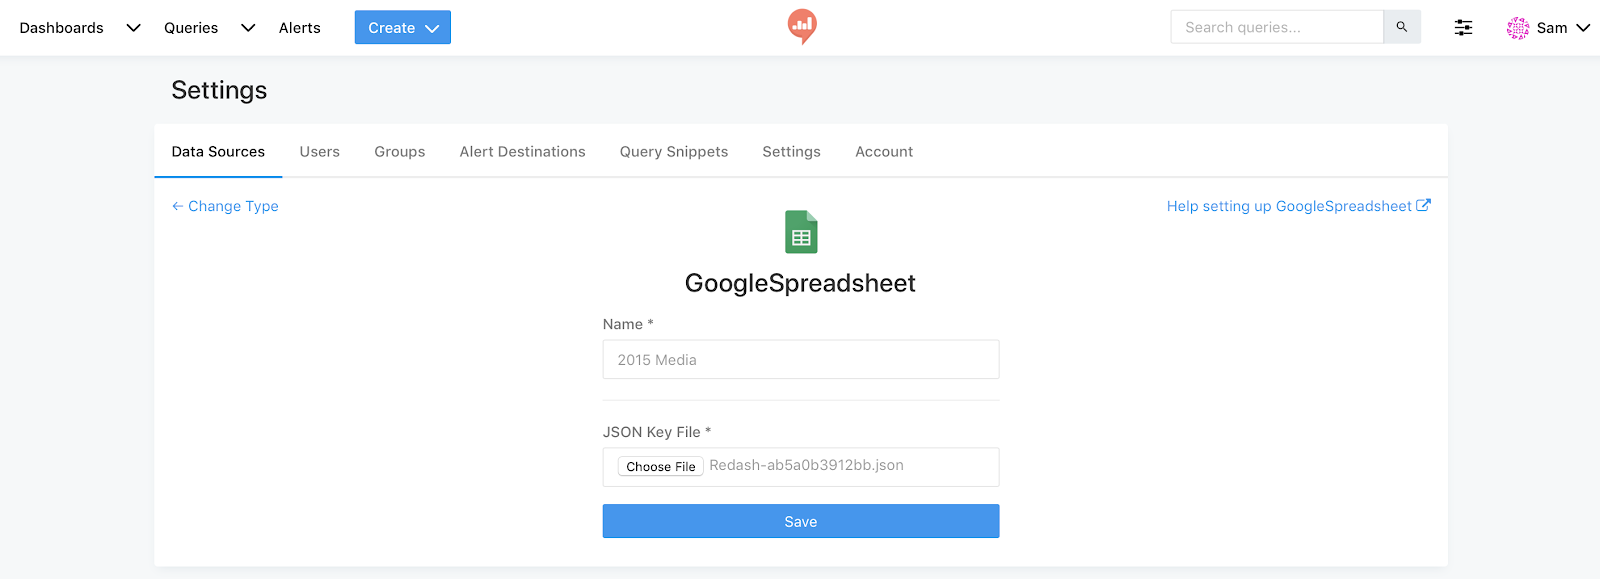 Dashboards Queries Alerts Create Search queries... Sam
Settings
Data Sources Users Groups Alert Destinations Query Snippets Settings Account
← Change Type Help setting up GoogleSpreadsheet
GoogleSpreadsheet
Name *
2015 Media
JSON Key File *
Choose File Redash-ab5a0b3912bb.json
Save